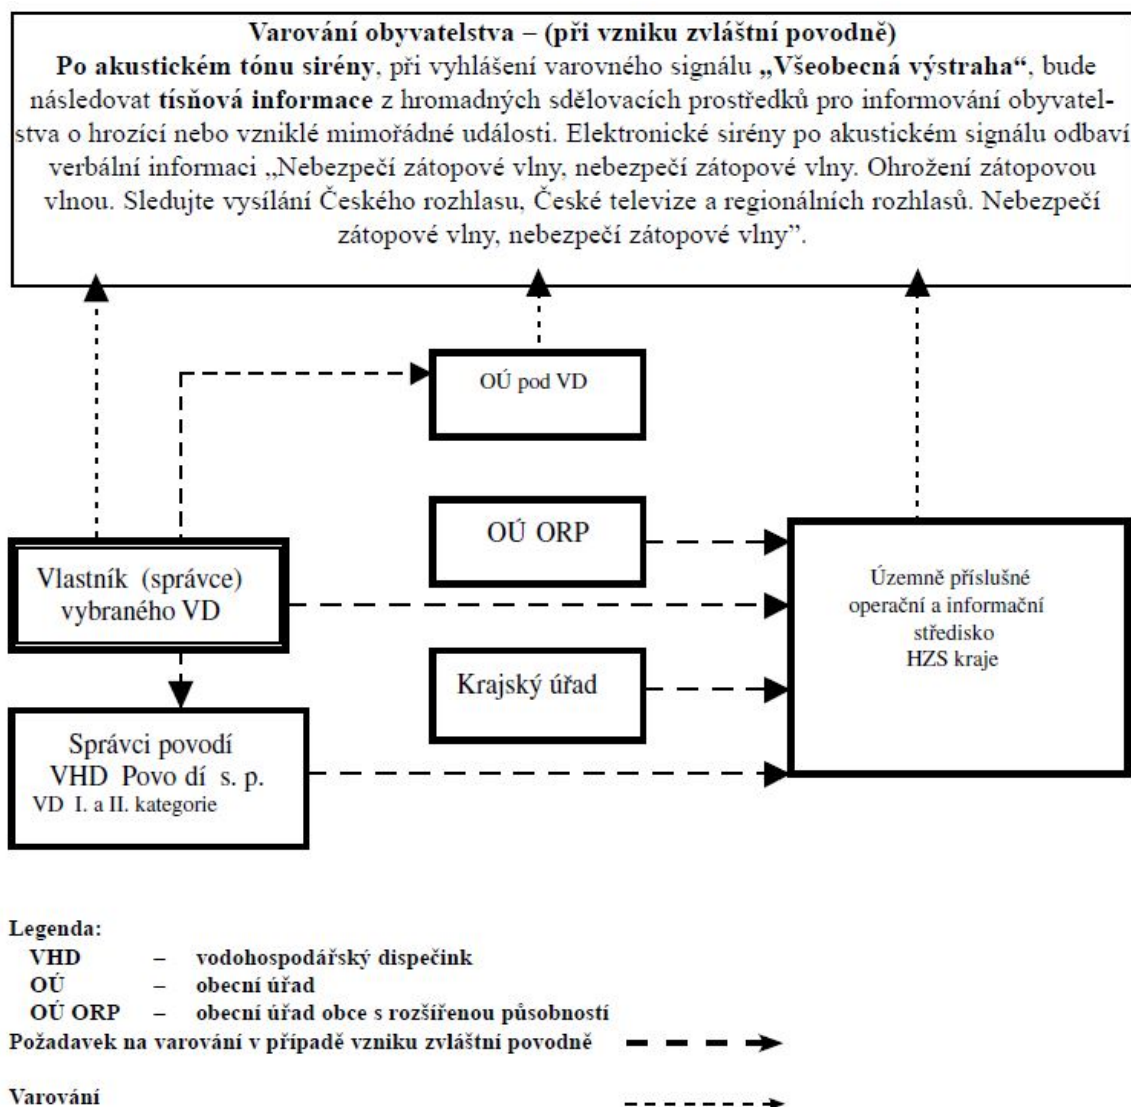 Varování obyvatelstva – (při vzniku zvláštní povodně)
Po akustickém tónu sirény, při vyhlášení varovného signálu „Všeobecná výstraha“, bude
následovat tísňová informace z hromadných sdělovacích prostředků pro informování obyvatel-
stva o hrozící nebo vzniklé mimořádné události. Elektronické sirény po akustickém signálu odbaví
verbální informaci „Nebezpečí zátopové vlny, nebezpečí zátopové vlny. Ohrožení zátopovou
vlnou. Sledujte vysílání Českého rozhlasu, České televize a regionálních rozhlasů. Nebezpečí
zátopové vlny, nebezpečí zátopové vlny”.
OÚ pod VD
OÚ ORP
Vlastník (správce)
vybraného VD
Územně příslušné
operační a informační
středisko
HZS kraje
Krajský úřad
Správci povodí
VHD Povo dí s. p.
VD I. a II. kategorie
Legenda:
VHD – vodohospodářský dispečink
OÚ – obecní úřad
OÚ ORP – obecní úřad obce s rozšířenou působností
Požadavek na varování v případě vzniku zvláštní povodně
Varování